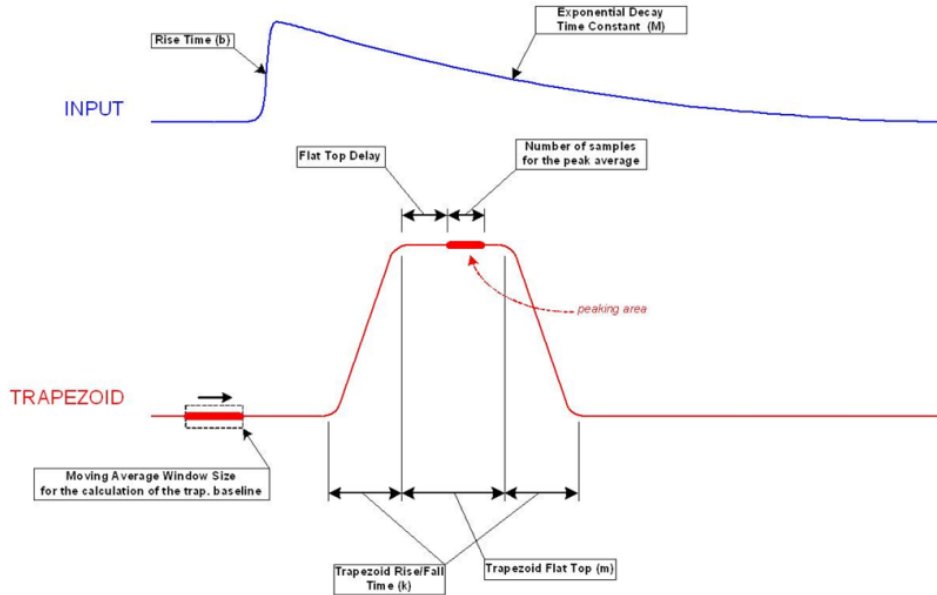 Exponential Decay
Time Constant (M)
Rise Time (b)
INPUT
Number of samples
for the peak average
Flat Top Delay
peaking area
TRAPEZOID
Moving Average Window Size
for the calculation of the trap. baseline
Trapezoid Rise/Fall
Time (k)
Trapezoid Flat Top (m)